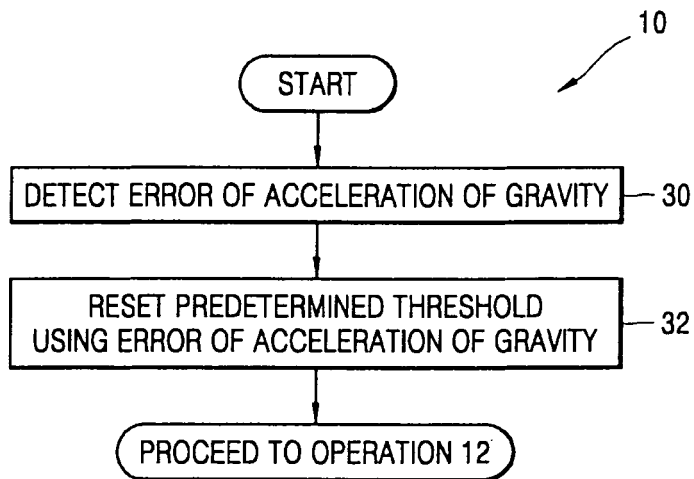 10
START
DETECT ERROR OF ACCELERATION OF GRAVITY
30
RESET PREDETERMINED THRESHOLD
USING ERROR OF ACCELERATION OF GRAVITY
32
PROCEED TO OPERATION 12